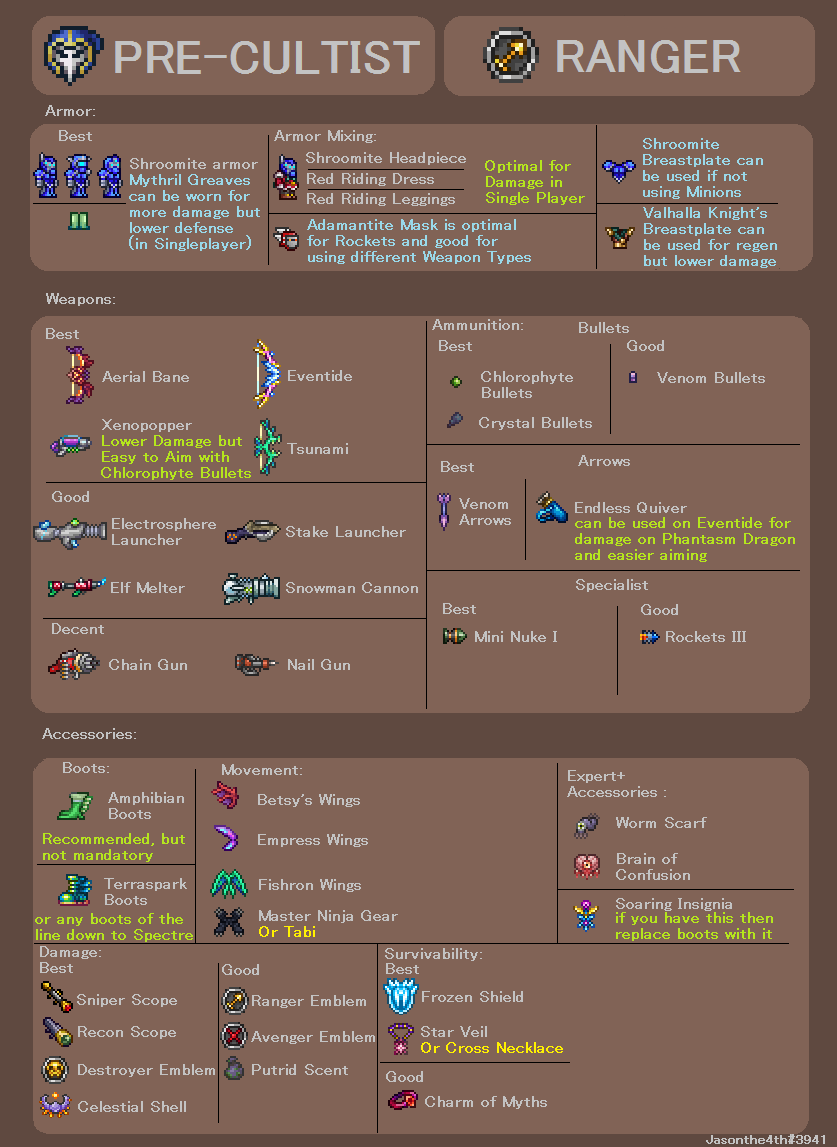 PRE-CULTIST
RANGER
Armor:
Best
Shroomite armor
Mythril Greaves
can be worn for
more damage but
lower defense
(in Singleplayer)
Armor Mixing:
Shroomite Headpiece
Red Riding Dress
Red Riding Leggings
Optimal for
Damage in
Single Player
Adamantite Mask is optimal
for Rockets and good for
using different Weapon Types
Shroomite
Breastplate can
be used if not
using Minions
Valhalla Knight's
Breastplate can
be used for regen
but lower damage
Weapons:
Best
Aerial Bane
Eventide
Xenopopper
Lower Damage but
Easy to Aim with
Chlorophyte Bullets
Tsunami
Good
Electrosphere
Launcher
Stake Launcher
Elf Melter
Snowman Cannon
Decent
Chain Gun
Nail Gun
Ammunition:
Bullets
Best
Good
Chlorophyte
Bullets
Venom Bullets
Crystal Bullets
Best
Arrows
Venom
Arrows
Endless Quiver
can be used on Eventide for
damage on Phantasm Dragon
and easier aiming
Specialist
Best
Good
Mini Nuke I
Rockets III
Accessories:
Boots:
Amphibian
Boots
Recommended, but
not mandatory
Terraspark
Boots
or any boots of the
line down to Spectre
Movement:
Betsy's Wings
Empress Wings
Fishron Wings
Master Ninja Gear
Or Tabi
Expert+
Accessories :
Worm Scarf
Brain of
Confusion
Soaring Insignia
if you have this then
replace boots with it
Damage:
Best
Sniper Scope
Recon Scope
Destroyer Emblem
Celestial Shell
Good
Ranger Emblem
Avenger Emblem
Putrid Scent
Survivability:
Best
Frozen Shield
Star Veil
Or Cross Necklace
Good
Charm of Myths
Jasonthe4th#3941